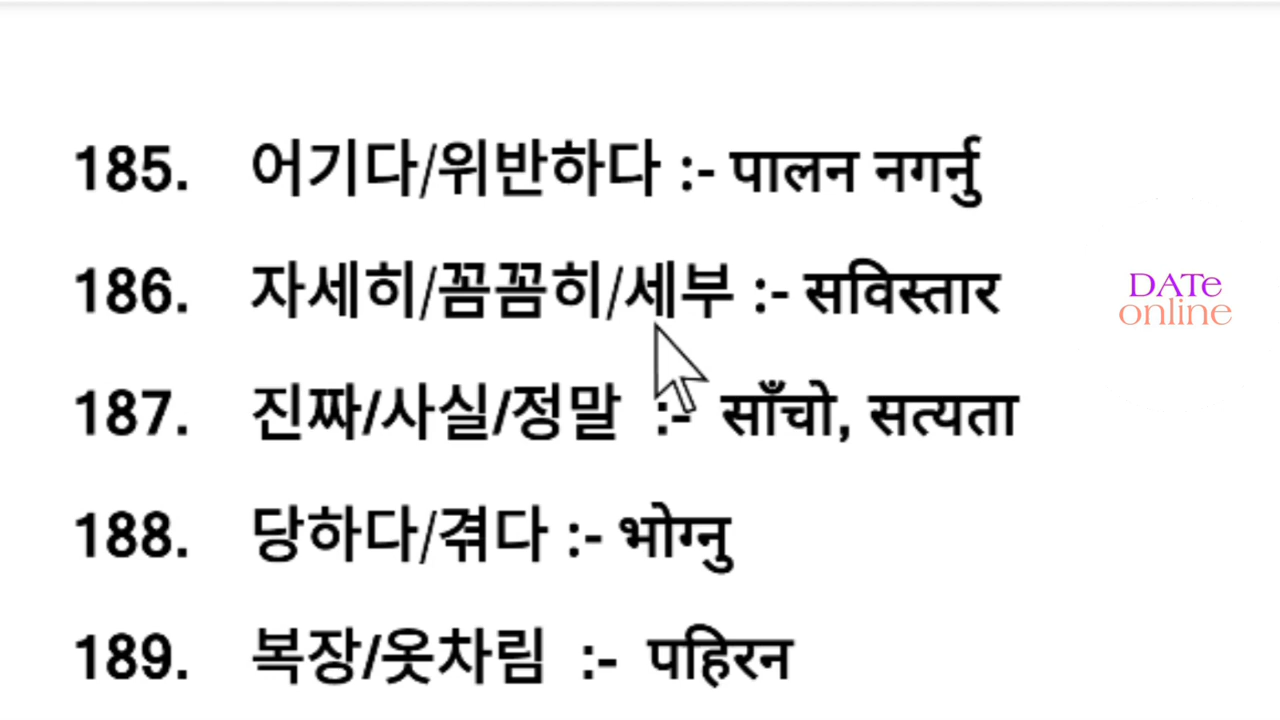 185. 어기다/위반하다 :- पालन नगर्नु
186. 자세히/꼼꼼히/세부 :- सविस्तार
DATe
online
187. 진짜/사실/정말 :- साँचो, सत्यता
188. 당하다/겪다 :- भोग्नु
189. 복장/옷차림 :- पहिरन